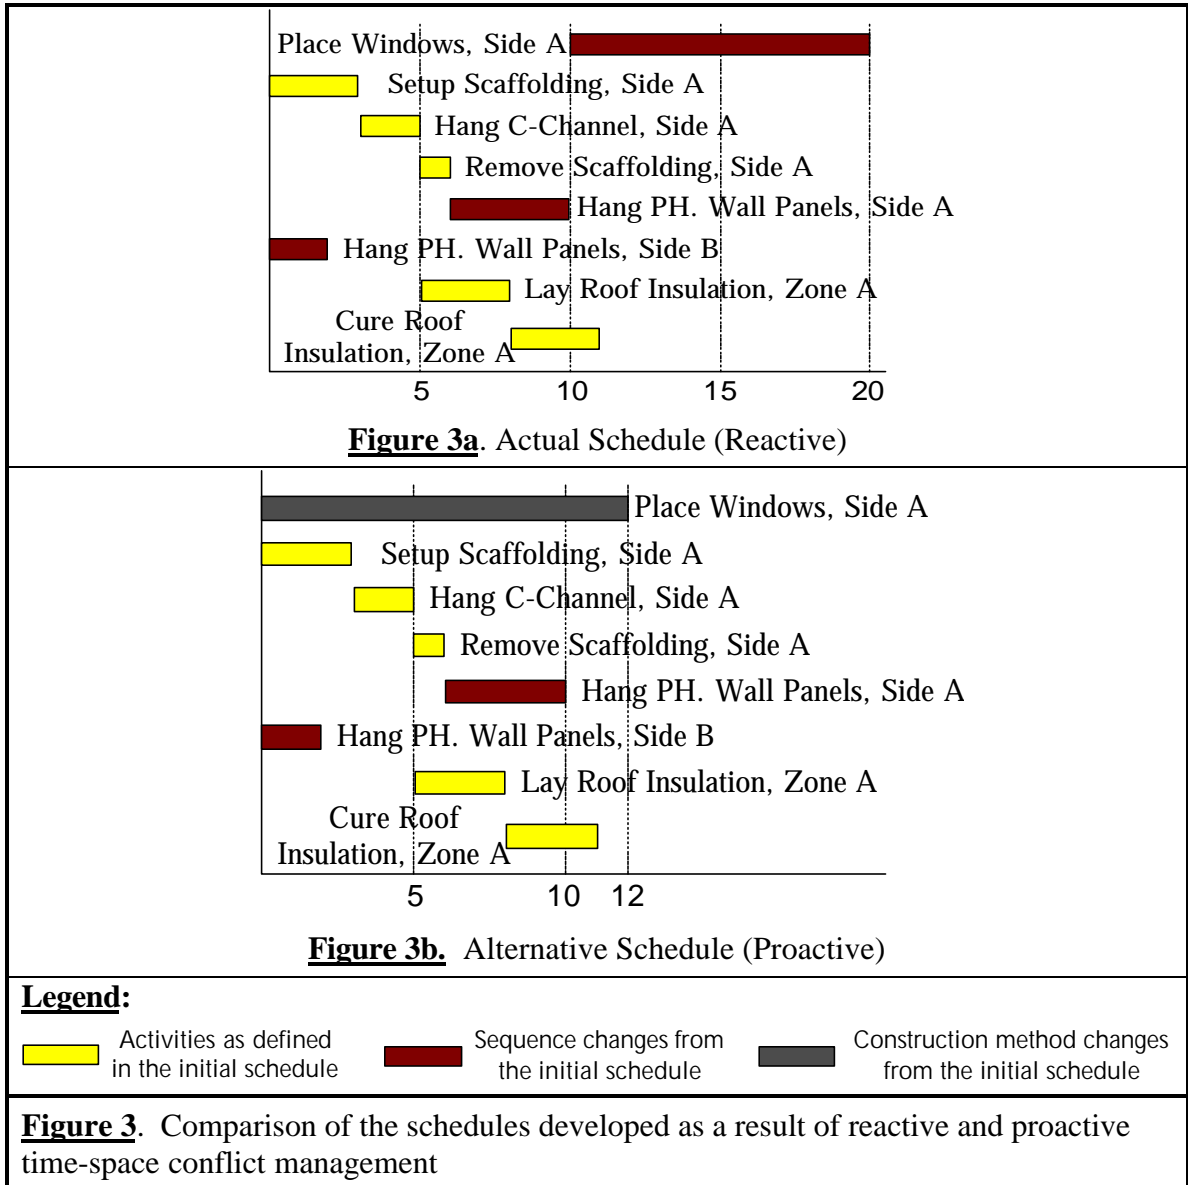 Place Windows, Side A
Setup Scaffolding, Side A
Hang C-Channel, Side A
Remove Scaffolding, Side A
Hang PH. Wall Panels, Side A
Hang PH. Wall Panels, Side B
Lay Roof Insulation, Zone A
Cure Roof
Insulation, Zone A
5 10 15 20
Figure 3a. Actual Schedule (Reactive)
Place Windows, Side A
Setup Scaffolding, Side A
Hang C-Channel, Side A
Remove Scaffolding, Side A
Hang PH. Wall Panels, Side A
Hang PH. Wall Panels, Side B
Lay Roof Insulation, Zone A
Cure Roof
Insulation, Zone A
5 10 12
Figure 3b. Alternative Schedule (Proactive)
Legend:
Activities as defined
in the initial schedule
Sequence changes from
the initial schedule
Construction method changes
from the initial schedule
Figure 3. Comparison of the schedules developed as a result of reactive and proactive
time-space conflict management